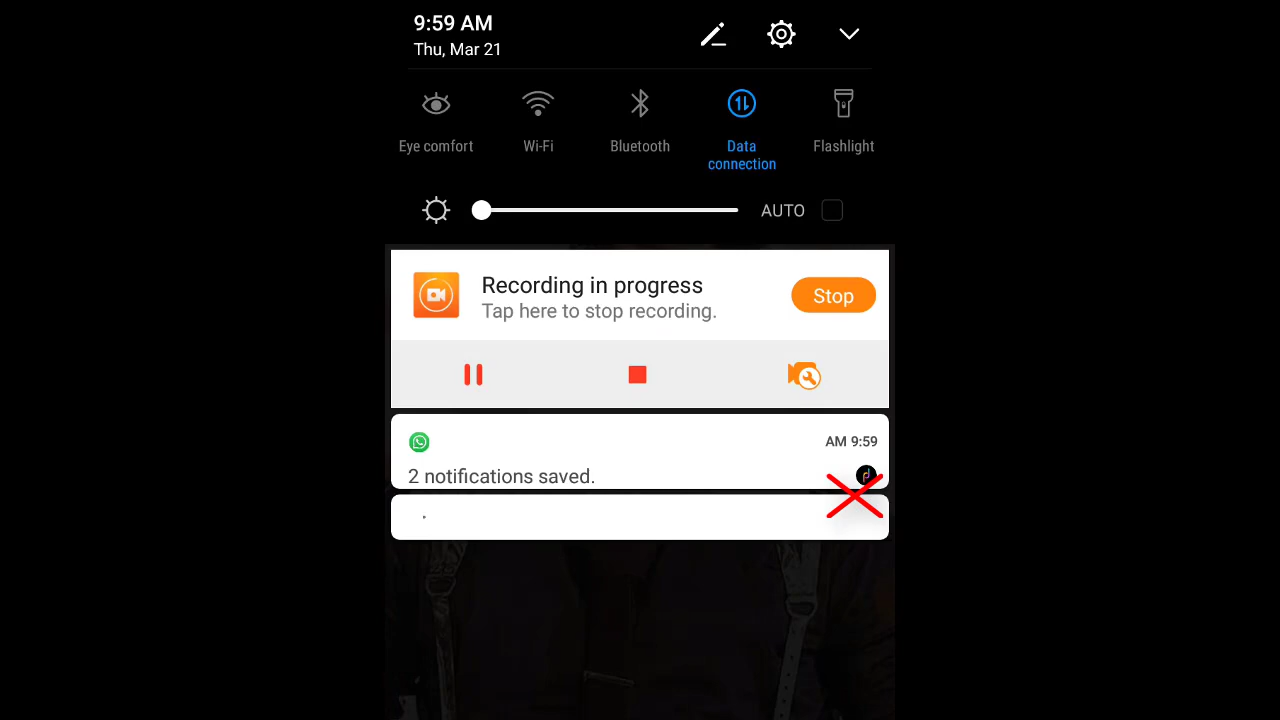 9:59 AM
Thu, Mar 21
Eye comfort
Wi-Fi
Bluetooth
Data
connection
Flashlight
AUTO
Recording in progress
Tap here to stop recording.
Stop
AM 9:59
2 notifications saved.